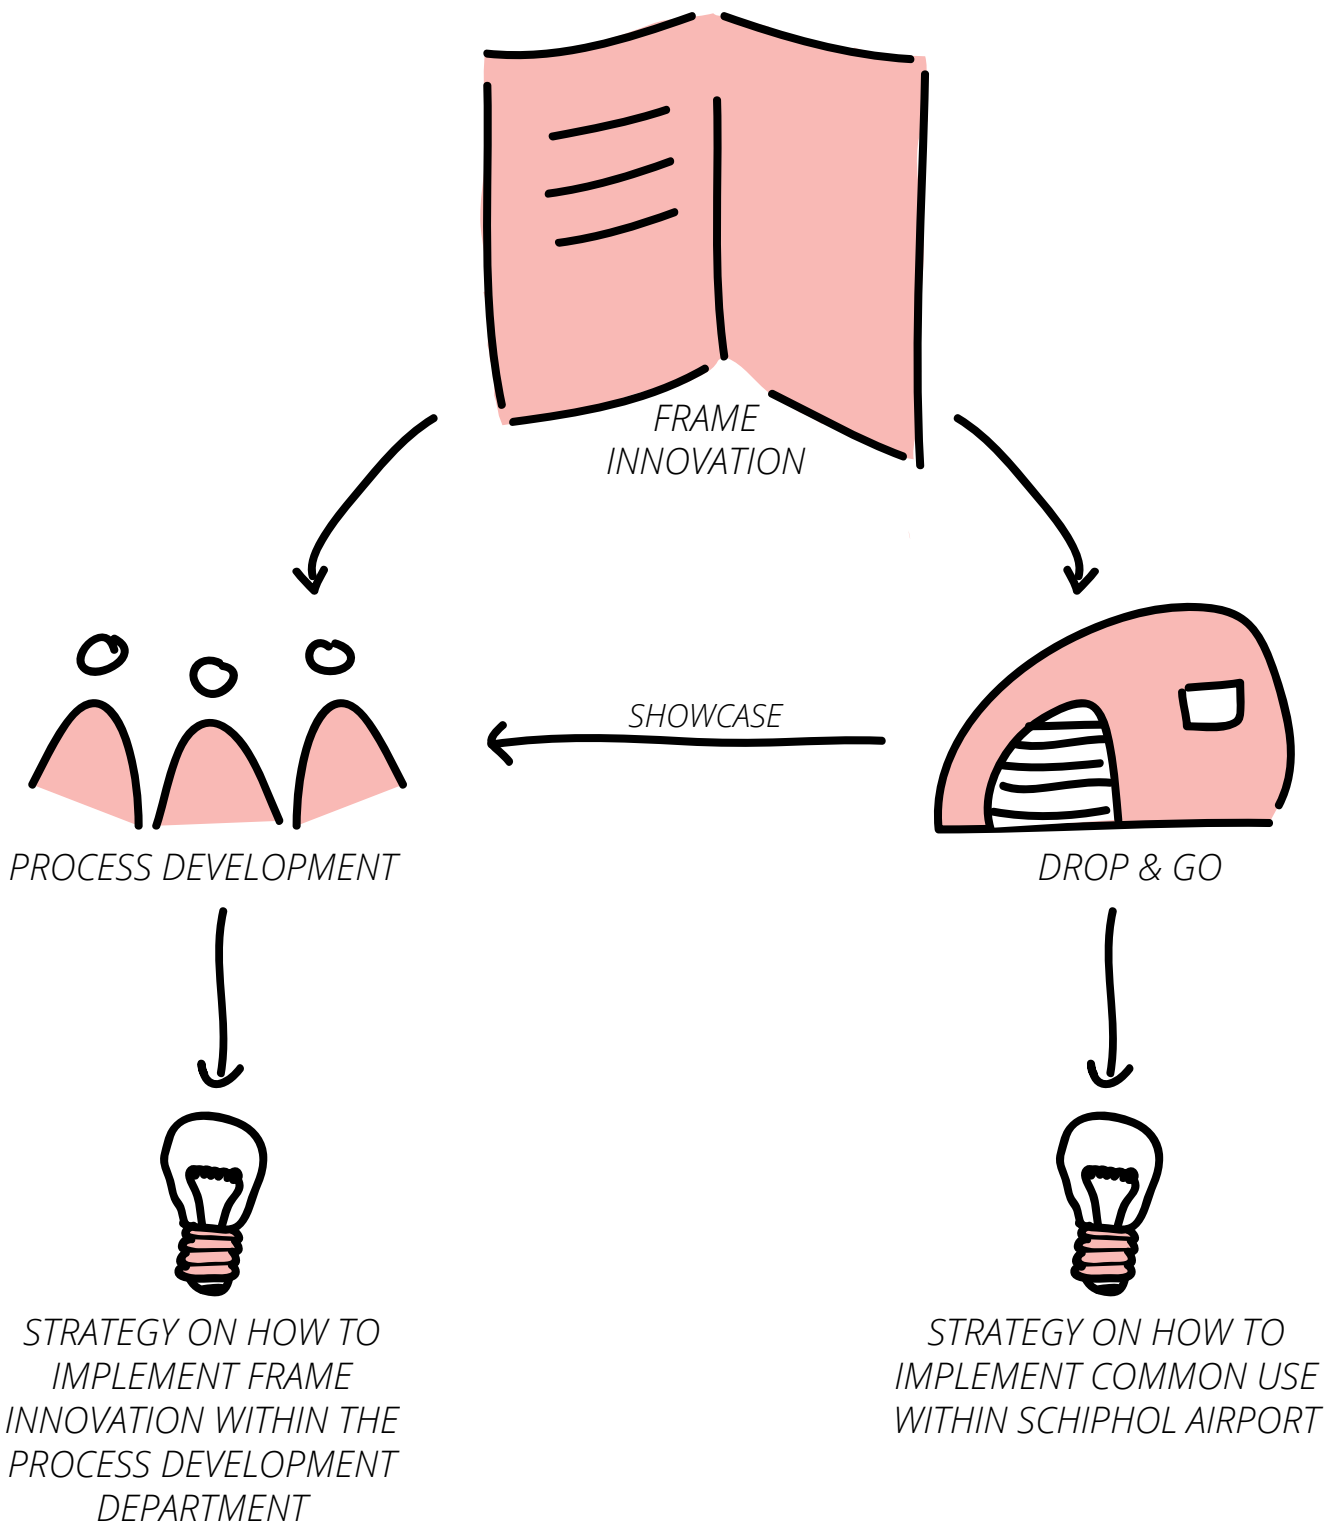 FRAME
INNOVATION
SHOWCASE
PROCESS DEVELOPMENT
DROP & GO
STRATEGY ON HOW TO
IMPLEMENT FRAME
INNOVATION WITHIN THE
PROCESS DEVELOPMENT
DEPARTMENT
STRATEGY ON HOW TO
IMPLEMENT COMMON USE
WITHIN SCHIPHOL AIRPORT